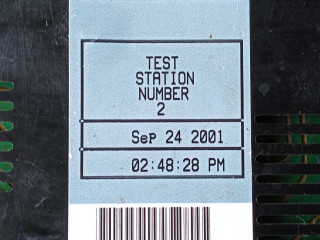 TEST
STATION
NUMBER
2
Sep 24 2001
02:48:28 PM